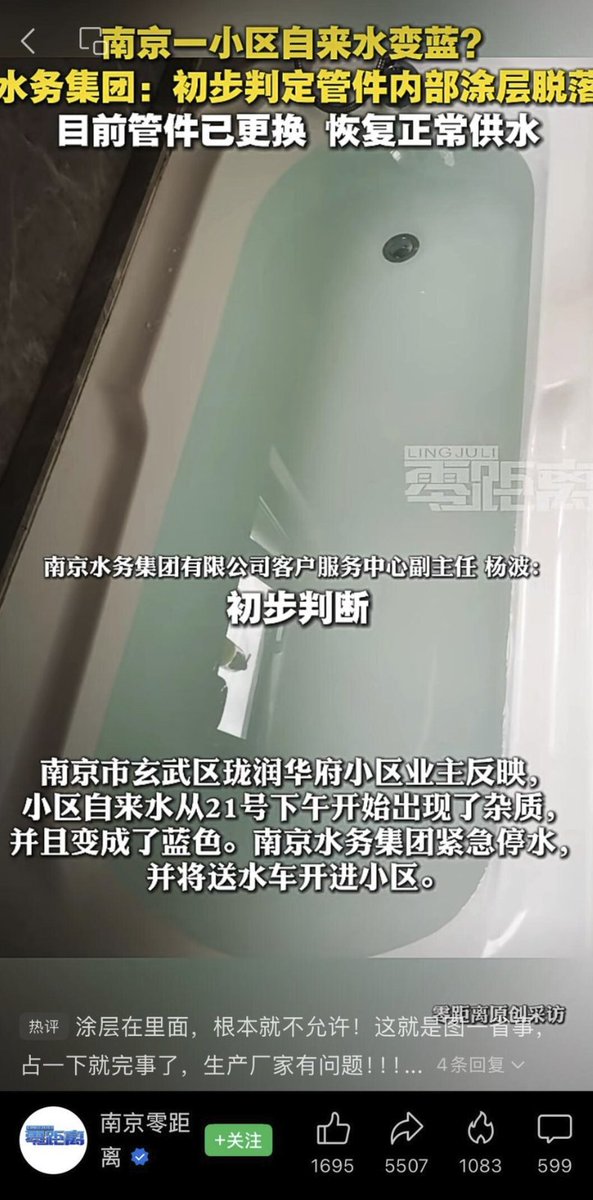 南京一小区自来水变蓝？
水务集团：初步判定管件内部涂层脱落
目前管件已更换 恢复正常供水
LINGJULI
零距离
南京水务集团有限公司客户服务中心副主任 杨波：
初步判断
南京市玄武区珑润华府小区业主反映，
小区自来水从21号下午开始出现了杂质，
并且变成了蓝色。南京水务集团紧急停水，
并将送水车开进小区。
零距离原创采访
热评 涂层在里面，根本就不允许！这就是图一省事，
占一下就完事了，生产厂家有问题！！！... 4条回复
零距离
南京零距
离
+关注
1695 5507 1083 599